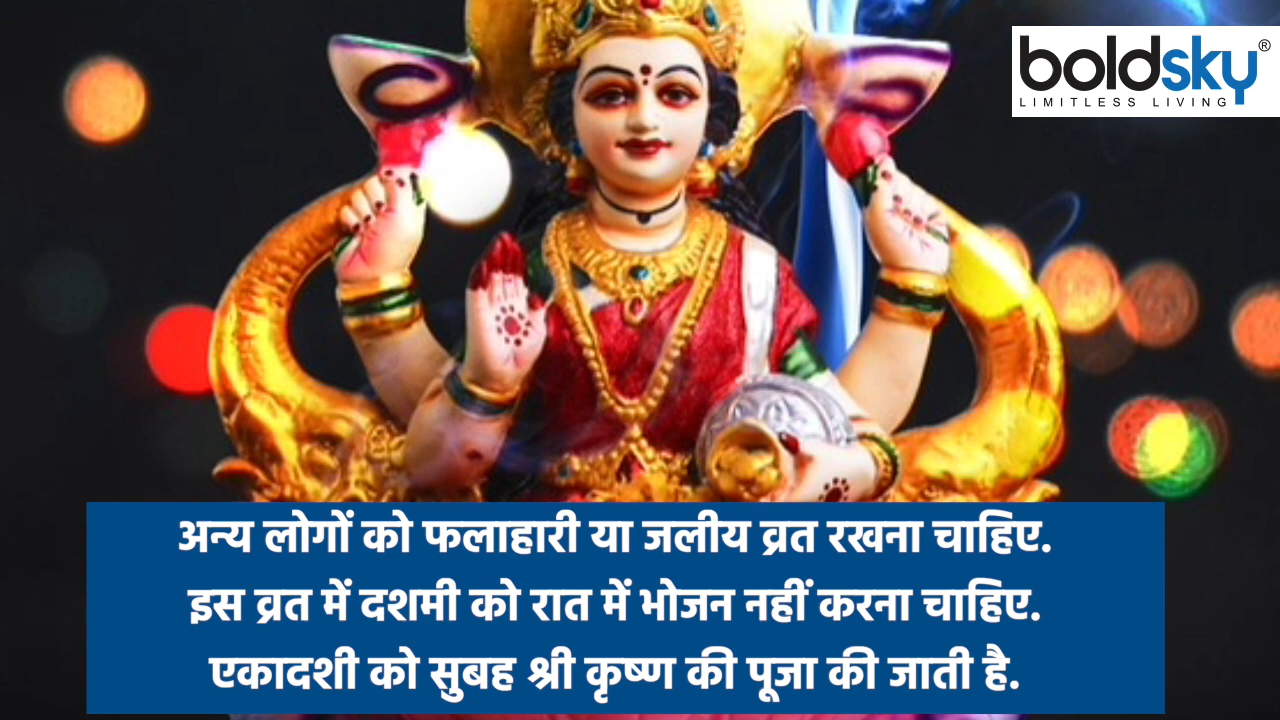 boldsky®
LIMITLESS LIVING
अन्य लोगों को फलाहारी या जलीय व्रत रखना चाहिए.
इस व्रत में दशमी को रात में भोजन नहीं करना चाहिए.
एकादशी को सुबह श्री कृष्ण की पूजा की जाती है.